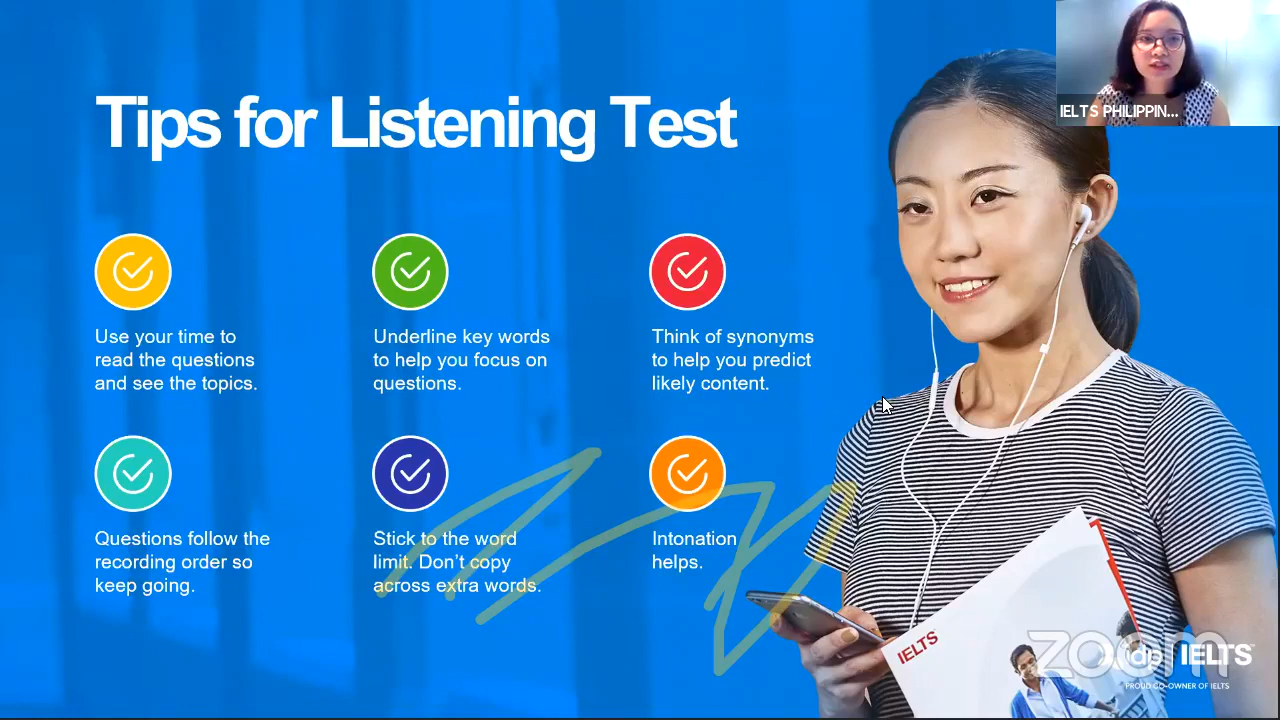 IELTS PHILIPPIN...
Tips for Listening Test
Use your time to
read the questions
and see the topics.
Underline key words
to help you focus on
questions.
Think of synonyms
to help you predict
likely content.
Questions follow the
recording order so
keep going.
Stick to the word
limit. Don’t copy
across extra words.
Intonation
helps.
IELTS
zoom
idp IELTS
PROUD CO-OWNER OF IELTS